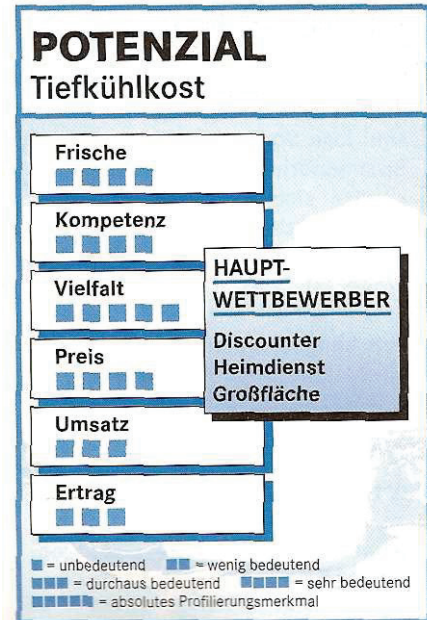 POTENZIAL
Tiefkühlkost
Frische
Kompetenz
Vielfalt
Preis
Umsatz
Ertrag
HAUPT-
WETTBEWERBER
Discounter
Heimdienst
Großfläche
= unbedeutend = wenig bedeutend
= durchaus bedeutend = sehr bedeutend
= absolutes Profilierungsmerkmal